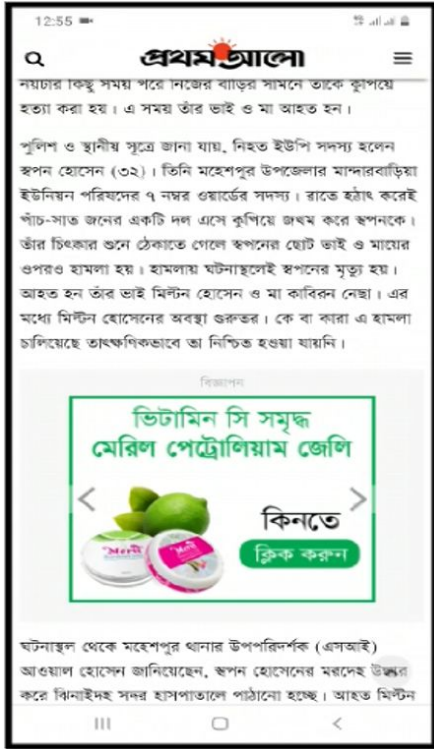 12:55
প্রথম আলো
নয়টার কিছু সময় পরে নিজের বাড়ির সামনে তাঁকে কুপিয়ে
হত্যা করা হয়। এ সময় তাঁর ভাই ও মা আহত হন।
পুলিশ ও স্থানীয় সূত্রে জানা যায়, নিহত ইউপি সদস্য হলেন
স্বপন হোসেন (৩২)। তিনি মহেশপুর উপজেলার মান্দারবাড়িয়া
ইউনিয়ন পরিষদের ৭ নম্বর ওয়ার্ডের সদস্য। রাতে হঠাৎ করেই
পাঁচ-সাত জনের একটি দল এসে কুপিয়ে জখম করে স্বপনকে।
তাঁর চিৎকার শুনে ঠেকাতে গেলে স্বপনের ছোট ভাই ও মায়ের
ওপরও হামলা হয়। হামলায় ঘটনাস্থলেই স্বপনের মৃত্যু হয়।
আহত হন তাঁর ভাই মিল্টন হোসেন ও মা কাবিরন নেছা। এর
মধ্যে মিল্টন হোসেনের অবস্থা গুরুতর। কে বা কারা এ হামলা
চালিয়েছে তাৎক্ষণিকভাবে তা নিশ্চিত হওয়া যায়নি।
বিজ্ঞাপন
ভিটামিন সি সমৃদ্ধ
মেরিল পেট্রোলিয়াম জেলি
কিনতে
ক্লিক করুন
Meril
Meril
ঘটনাস্থল থেকে মহেশপুর থানার উপপরিদর্শক (এসআই)
আওয়াল হোসেন জানিয়েছেন, স্বপন হোসেনের মরদেহ উদ্ধার
করে ঝিনাইদহ সদর হাসপাতালে পাঠানো হচ্ছে। আহত মিল্টন